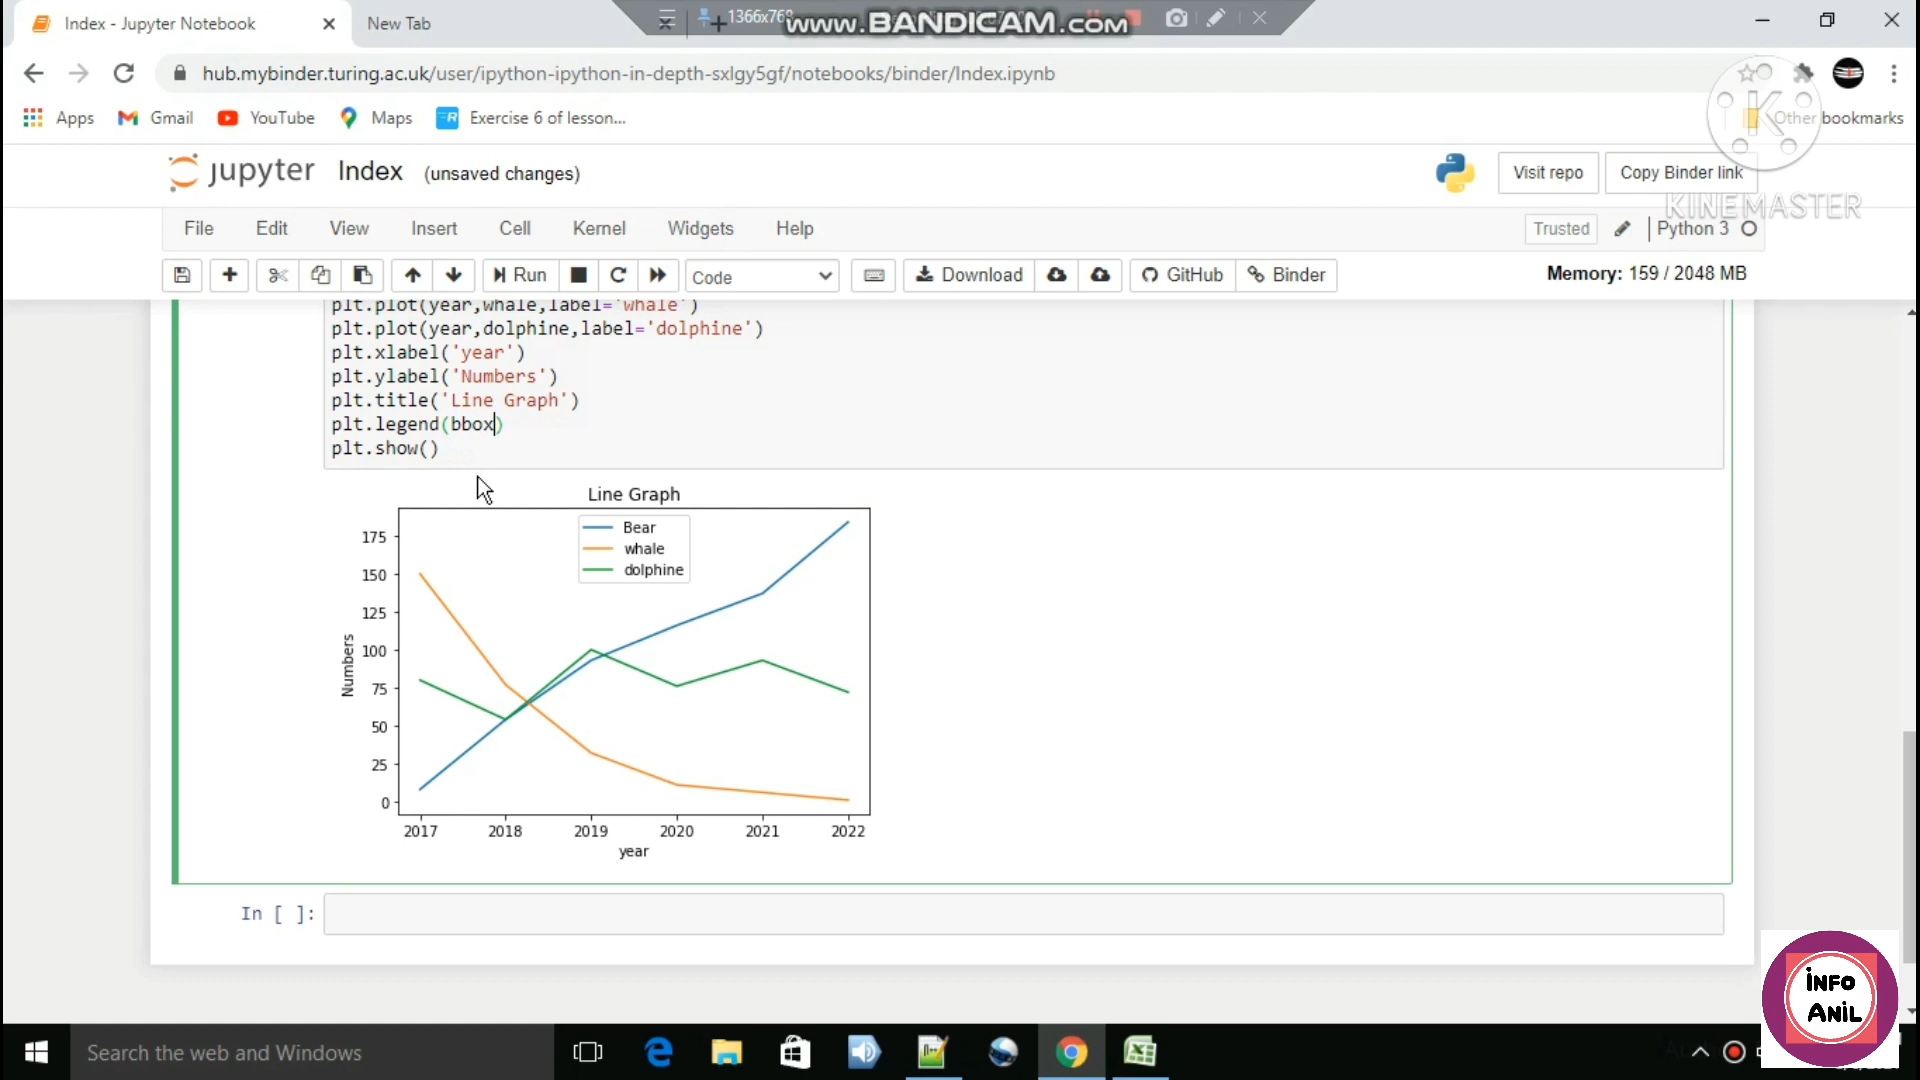 Index - Jupyter Notebook
New Tab
1366x768
www.BANDICAM.com
hub.mybinder.turing.ac.uk/user/ipython-ipython-in-depth-sxlgy5gf/notebooks/binder/Index.ipynb
Apps
Gmail
YouTube
Maps
Exercise 6 of lesson...
Other bookmarks
jupyter
Index
(unsaved changes)
Visit repo
Copy Binder link
KINEMASTER
File
Edit
View
Insert
Cell
Kernel
Widgets
Help
Trusted
Python 3
Run
Code
Download
GitHub
Binder
Memory: 159 / 2048 MB
plt.plot(year,whale,label='whale')
plt.plot(year,dolphine,label='dolphine')
plt.xlabel('year')
plt.ylabel('Numbers')
plt.title('Line Graph')
plt.legend(bbox)
plt.show()
Line Graph
Bear
whale
dolphine
175
150
125
100
75
50
25
0
Numbers
2017 2018 2019 2020 2021 2022
year
In [ ]:
İNFO
ANİL
Search the web and Windows